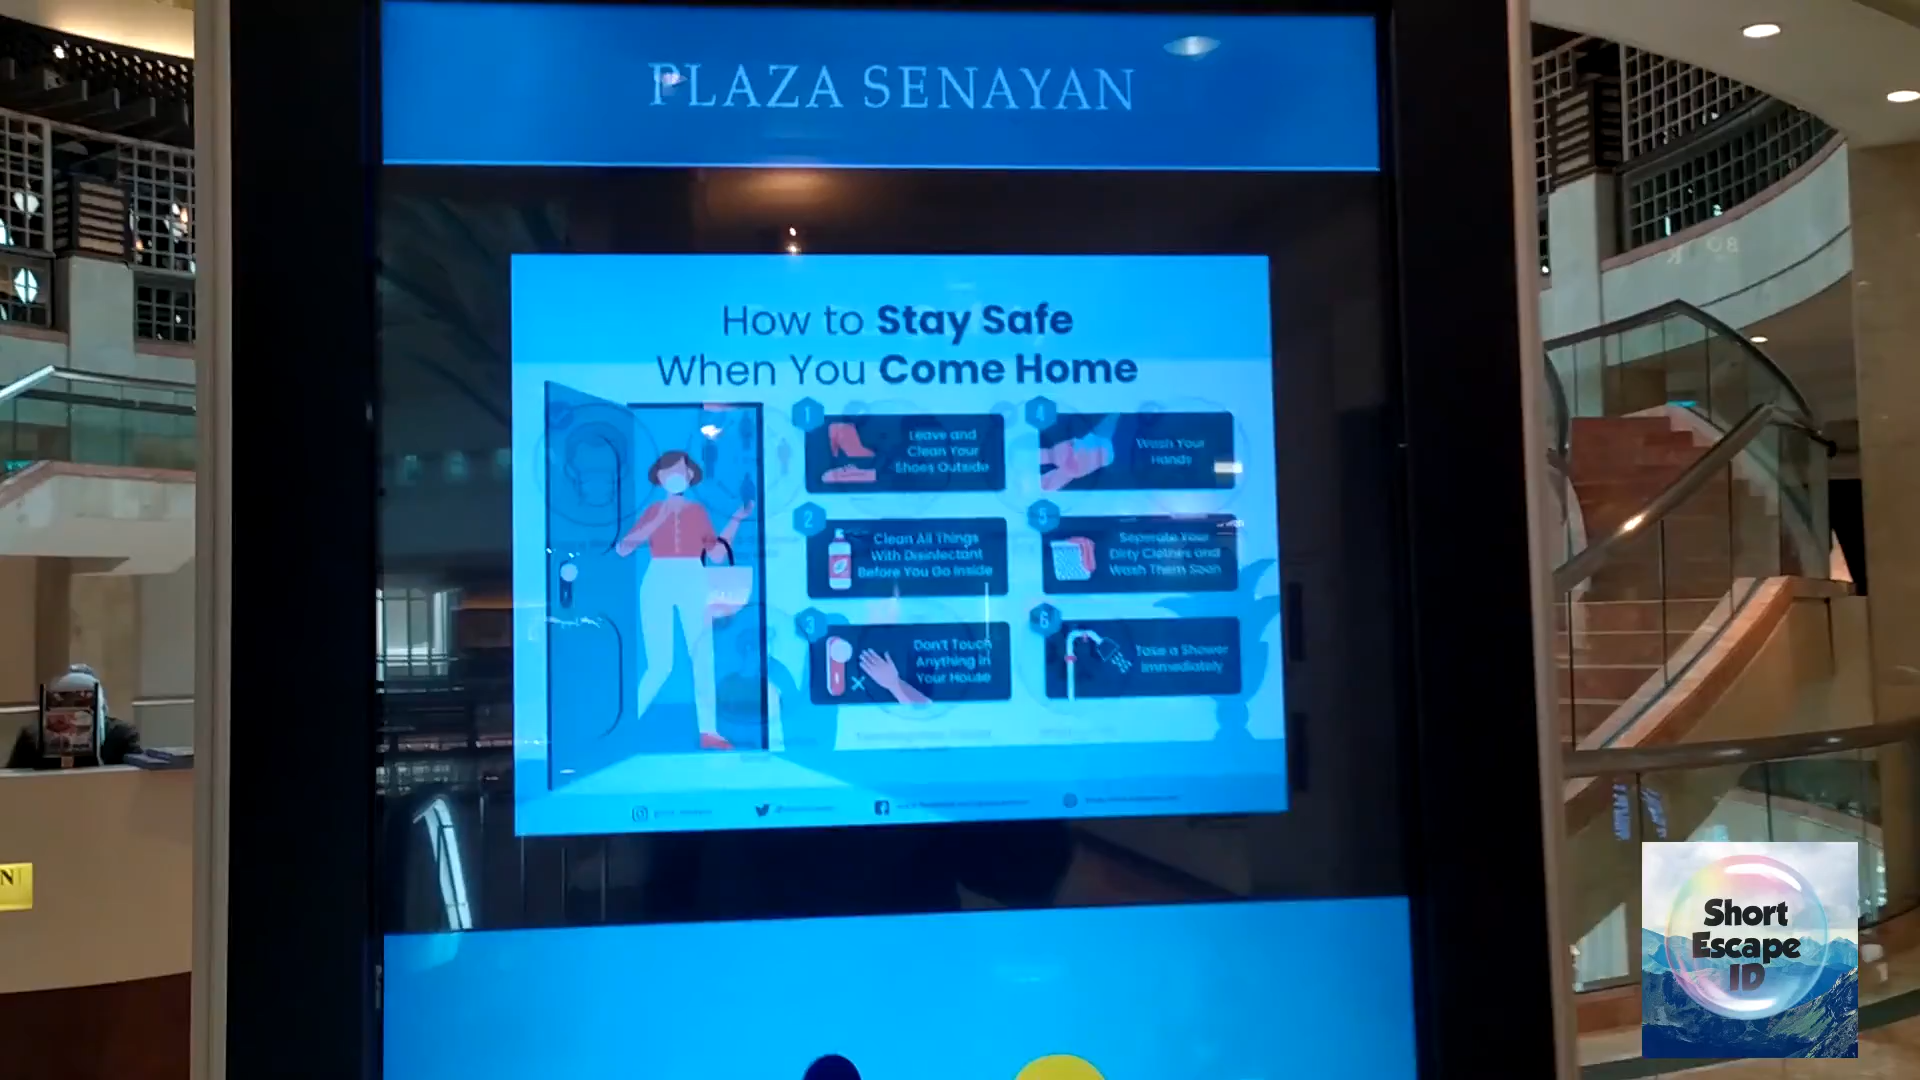 PLAZA SENAYAN
How to Stay Safe
When You Come Home
1
Leave and
Clean Your
Shoes Outside
2
Clean All Things
With Disinfectant
Before You Go Inside
3
Don't Touch
Anything in
Your House
4
Wash Your
Hands
5
Seperate Your
Dirty Clothes and
Wash Them Soon
6
Take a Shower
Immediately
N
Short
Escape
ID